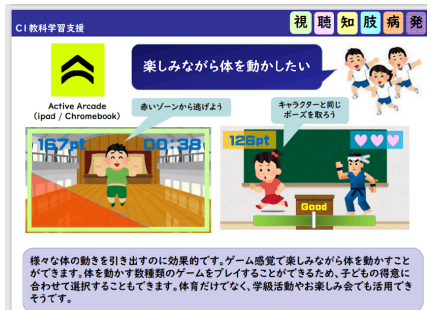 CI教科学習支援
視 聴 知 肢 病 発
楽しみながら体を動かしたい
Active Arcade
(ipad / Chromebook)
赤いゾーンから逃げよう
キャラクターと同じ
ポーズを取ろう
167pt 00:38
126pt
Good
様々な体の動きを引き出すのに効果的です。ゲーム感覚で楽しみながら体を動かすこと
ができます。体を動かす数種類のゲームをプレイすることができるため、子どもの得意に
合わせて選択することもできます。体育だけでなく、学級活動やお楽しみ会でも活用でき
そうです。